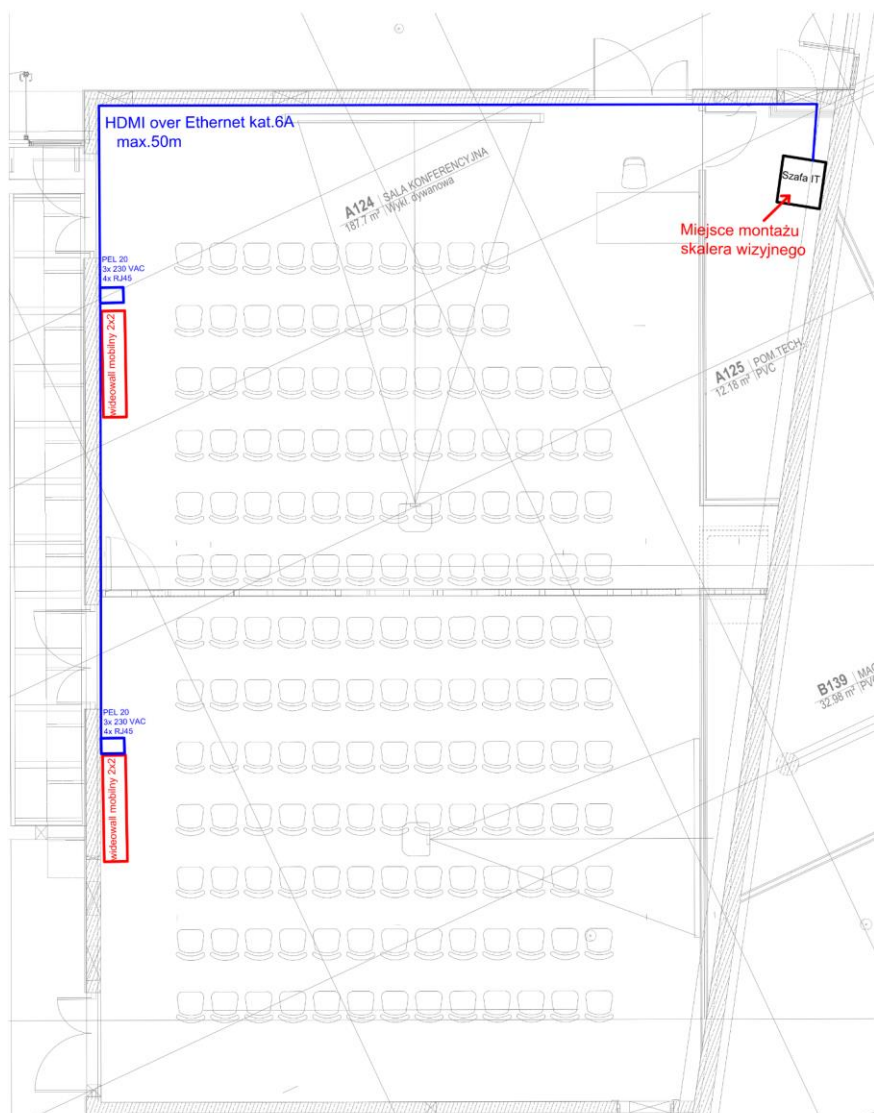 HDMI over Ethernet kat.6A
max.50m
A124 | SALA KONFERENCYJNA
187.7 m² | Wykł. dywanowa
Szafa IT
Miejsce montażu
skalera wizyjnego
PEL 20
3x 230 VAC
4x RJ45
wideowall mobilny 2x2
A125 | POM.TECH.
12.18 m² | PVC
B139 | MAG
32.98 m² | PVC
PEL 20
3x 230 VAC
4x RJ45
wideowall mobilny 2x2